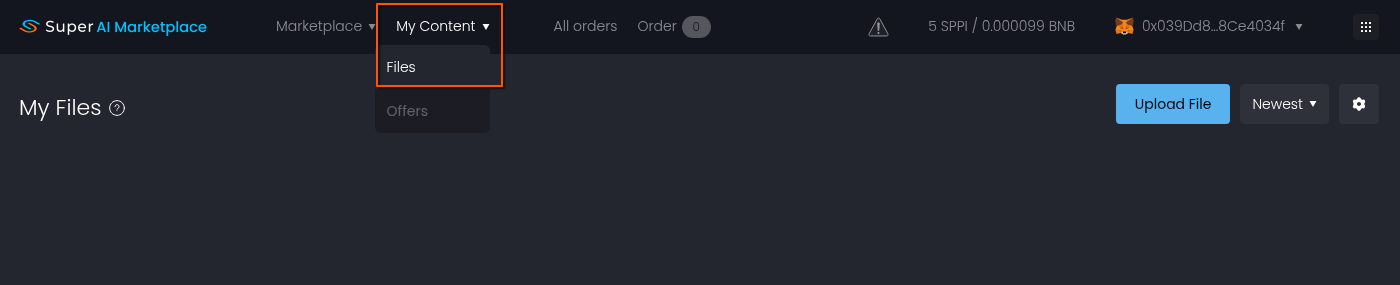 Super AI Marketplace Marketplace My Content All orders Order 0 5 SPPI / 0.000099 BNB 0x039Dd8...8Ce4034f
Files
Offers
My Files ? Upload File Newest